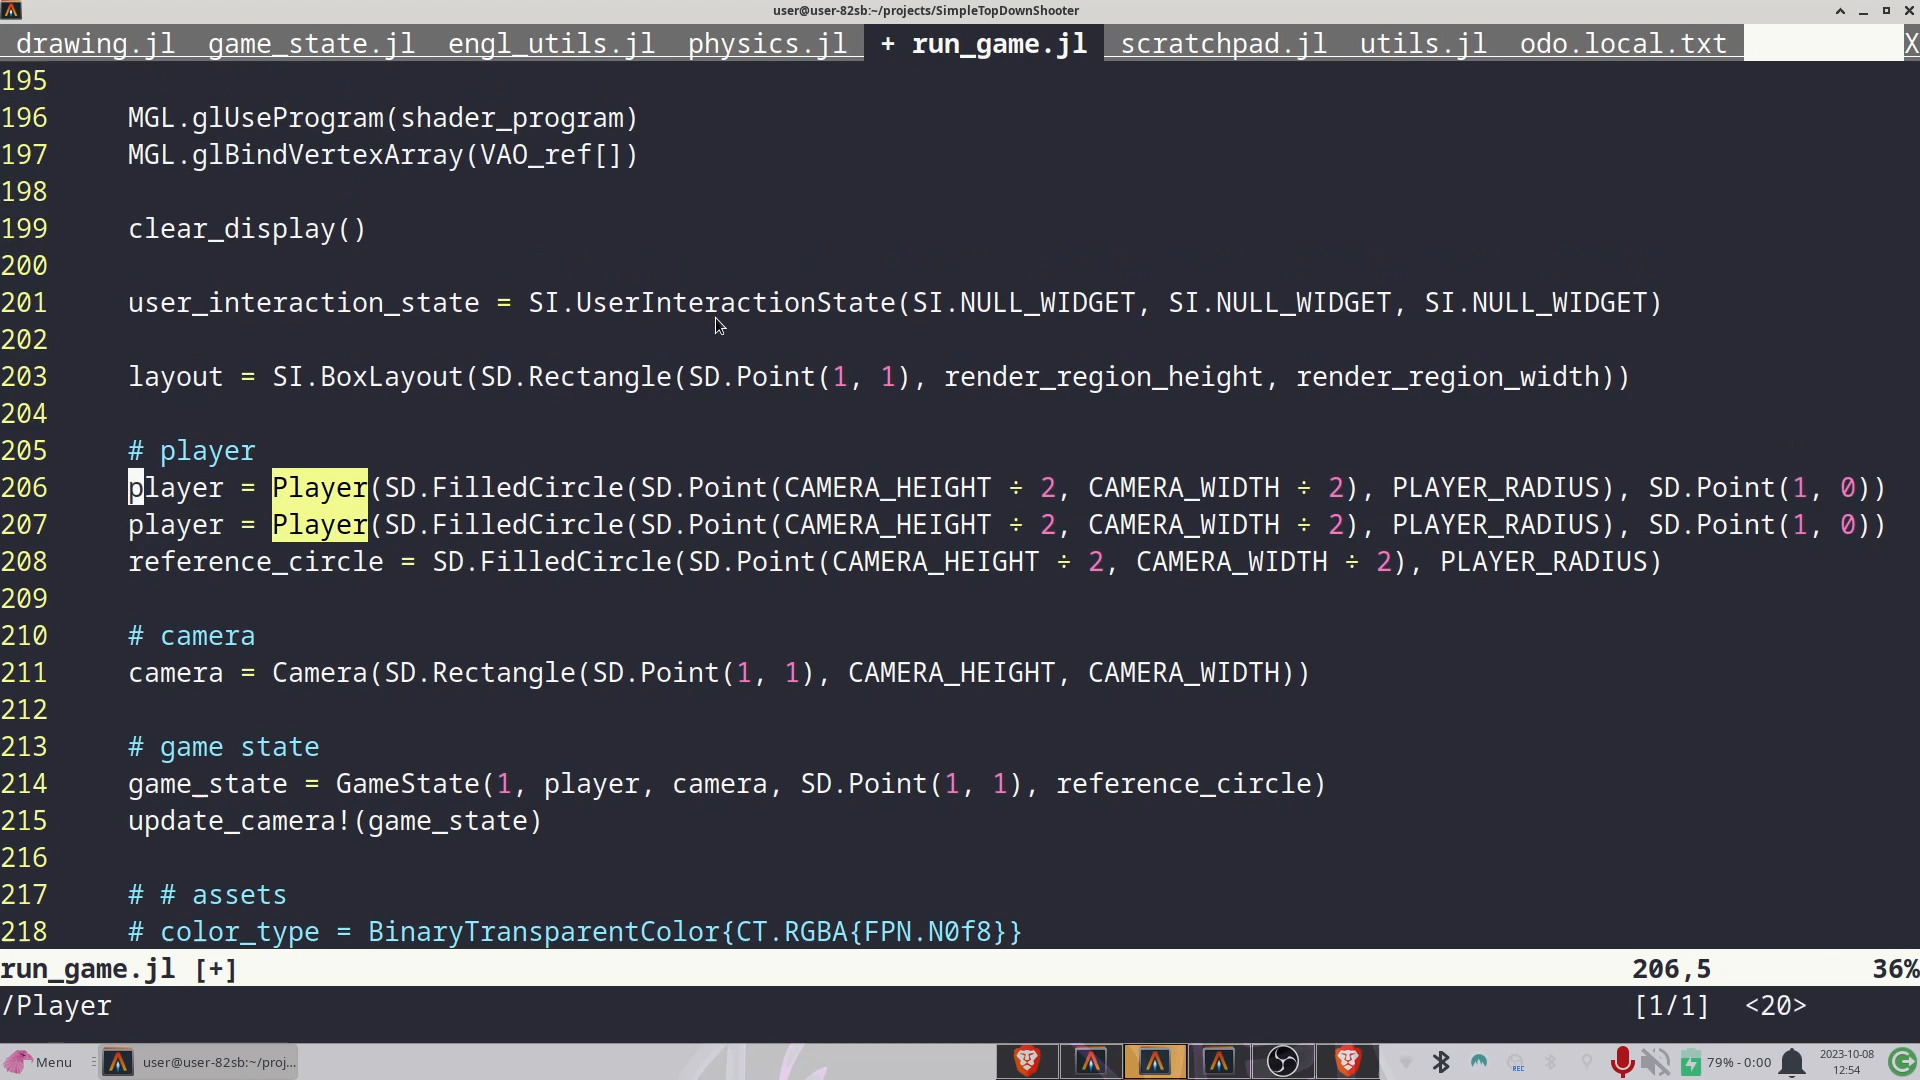 user@user-82sb:~/projects/SimpleTopDownShooter
drawing.jl game_state.jl engl_utils.jl physics.jl + run_game.jl scratchpad.jl utils.jl odo.local.txt X
195
196 MGL.glUseProgram(shader_program)
197 MGL.glBindVertexArray(VAO_ref[])
198
199 clear_display()
200
201 user_interaction_state = SI.UserInteractionState(SI.NULL_WIDGET, SI.NULL_WIDGET, SI.NULL_WIDGET)
202
203 layout = SI.BoxLayout(SD.Rectangle(SD.Point(1, 1), render_region_height, render_region_width))
204
205 # player
206 player = Player(SD.FilledCircle(SD.Point(CAMERA_HEIGHT ÷ 2, CAMERA_WIDTH ÷ 2), PLAYER_RADIUS), SD.Point(1, 0))
207 player = Player(SD.FilledCircle(SD.Point(CAMERA_HEIGHT ÷ 2, CAMERA_WIDTH ÷ 2), PLAYER_RADIUS), SD.Point(1, 0))
208 reference_circle = SD.FilledCircle(SD.Point(CAMERA_HEIGHT ÷ 2, CAMERA_WIDTH ÷ 2), PLAYER_RADIUS)
209
210 # camera
211 camera = Camera(SD.Rectangle(SD.Point(1, 1), CAMERA_HEIGHT, CAMERA_WIDTH))
212
213 # game state
214 game_state = GameState(1, player, camera, SD.Point(1, 1), reference_circle)
215 update_camera!(game_state)
216
217 # # assets
218 # color_type = BinaryTransparentColor{CT.RGBA{FPN.N0f8}}
run_game.jl [+] 206,5 36%
/Player [1/1] <20>
Menu user@user-82sb:~/proj... REC 79% - 0:00 2023-10-08
12:54